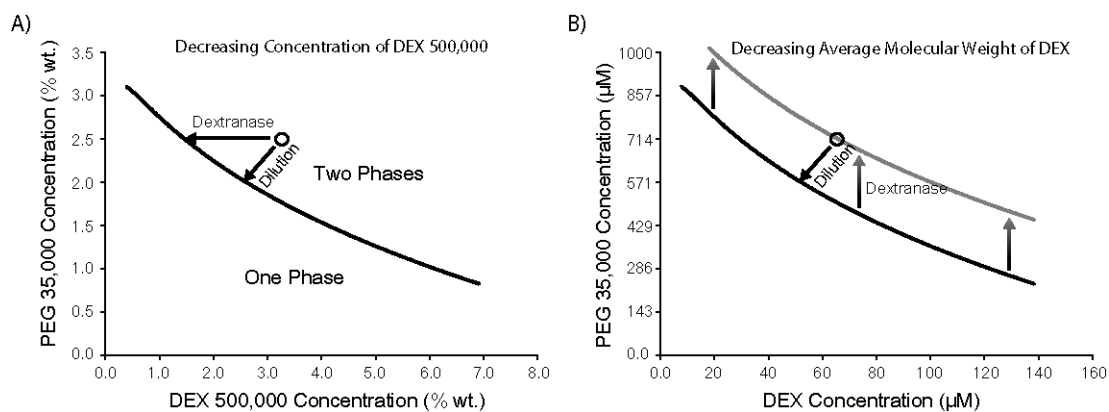 A)
Decreasing Concentration of DEX 500,000
PEG 35,000 Concentration (% wt.)
3.5
3.0
2.5
2.0
1.5
1.0
0.5
0.0
Dextranase
Dilution
Two Phases
One Phase
0.0 1.0 2.0 3.0 4.0 5.0 6.0 7.0 8.0
DEX 500,000 Concentration (% wt.)
B)
Decreasing Average Molecular Weight of DEX
PEG 35,000 Concentration (µM)
1000
857
714
571
429
286
143
0.0
Dilution
Dextranase
0.0 20 40 60 80 100 120 140 160
DEX Concentration (µM)